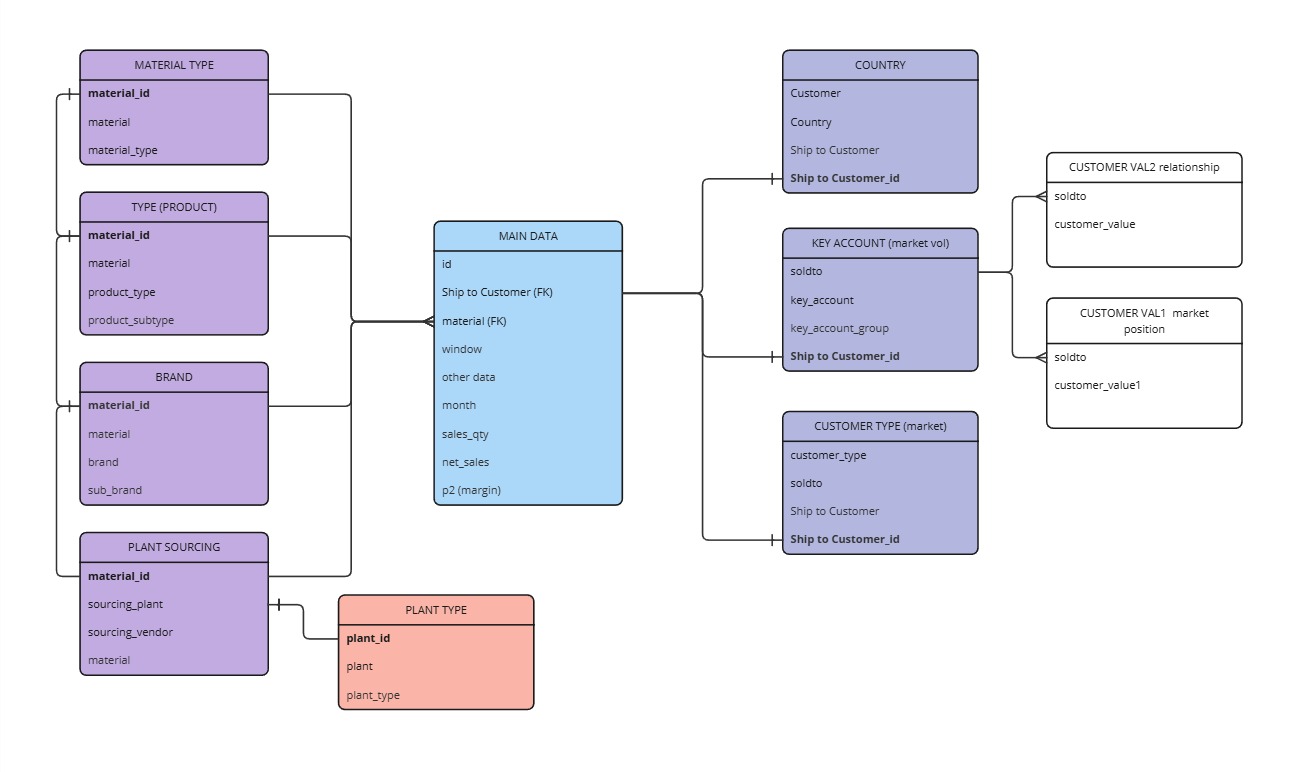 MATERIAL TYPE
material_id
material
material_type
TYPE (PRODUCT)
material_id
material
product_type
product_subtype
BRAND
material_id
material
brand
sub_brand
PLANT SOURCING
material_id
sourcing_plant
sourcing_vendor
material
PLANT TYPE
plant_id
plant
plant_type
MAIN DATA
id
Ship to Customer (FK)
material (FK)
window
other data
month
sales_qty
net_sales
p2 (margin)
COUNTRY
Customer
Country
Ship to Customer
Ship to Customer_id
KEY ACCOUNT (market vol)
soldto
key_account
key_account_group
Ship to Customer_id
CUSTOMER TYPE (market)
customer_type
soldto
Ship to Customer
Ship to Customer_id
CUSTOMER VAL2 relationship
soldto
customer_value
CUSTOMER VAL1 market
position
soldto
customer_value1